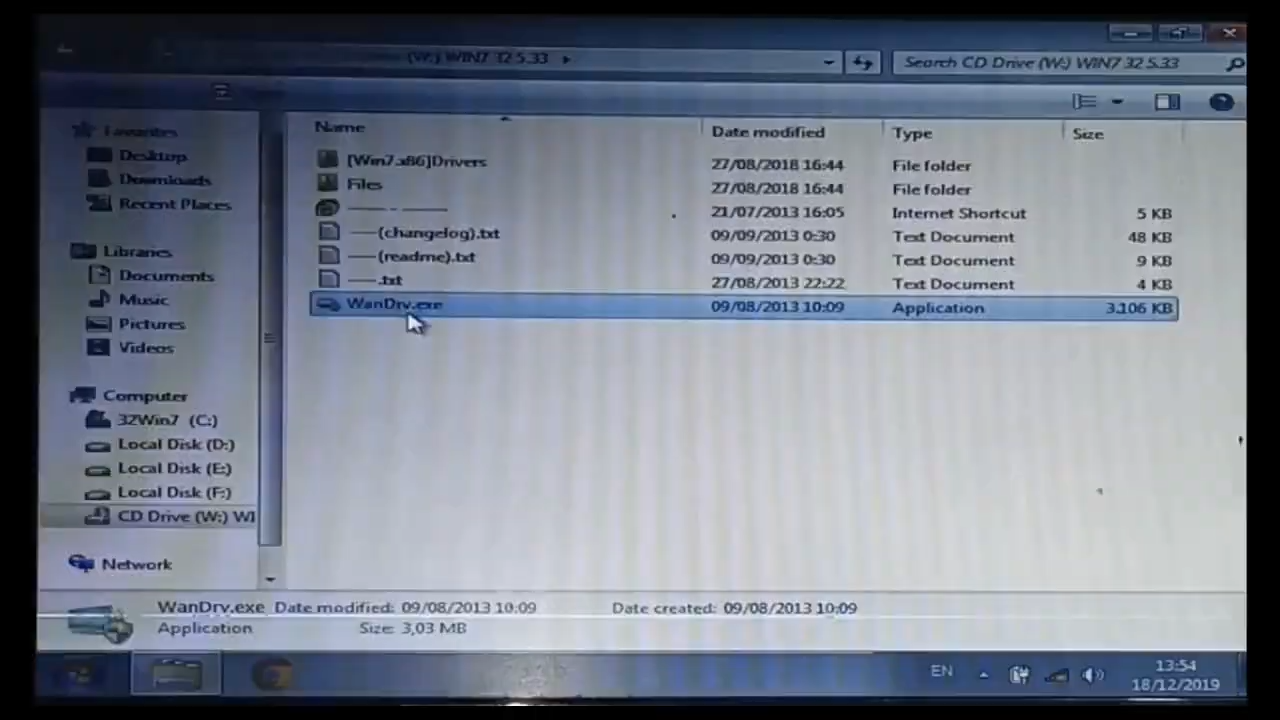 (W:) WIN7 32 5.33
Search CD Drive (W:) WIN7 32 5.33
Name Date modified Type Size
[Win7.x86]Drivers 27/08/2018 16:44 File folder
Files 27/08/2018 16:44 File folder
—— - —— 21/07/2013 16:05 Internet Shortcut 5 KB
——(changelog).txt 09/09/2013 0:30 Text Document 48 KB
——(readme).txt 09/09/2013 0:30 Text Document 9 KB
——.txt 27/08/2013 22:22 Text Document 4 KB
WanDrv.exe 09/08/2013 10:09 Application 3.106 KB
Favorites
Desktop
Downloads
Recent Places
Libraries
Documents
Music
Pictures
Videos
Computer
32Win7 (C:)
Local Disk (D:)
Local Disk (E:)
Local Disk (F:)
CD Drive (W:) WI
Network
WanDrv.exe Date modified: 09/08/2013 10:09 Date created: 09/08/2013 10:09
Application Size: 3,03 MB
EN
13:54
18/12/2019